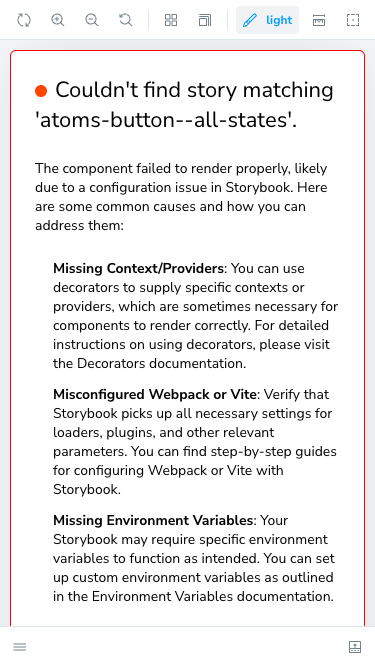 light
Couldn't find story matching
'atoms-button--all-states'.
The component failed to render properly, likely
due to a configuration issue in Storybook. Here
are some common causes and how you can
address them:
Missing Context/Providers: You can use
decorators to supply specific contexts or
providers, which are sometimes necessary for
components to render correctly. For detailed
instructions on using decorators, please visit
the Decorators documentation.
Misconfigured Webpack or Vite: Verify that
Storybook picks up all necessary settings for
loaders, plugins, and other relevant
parameters. You can find step-by-step guides
for configuring Webpack or Vite with
Storybook.
Missing Environment Variables: Your
Storybook may require specific environment
variables to function as intended. You can set
up custom environment variables as outlined
in the Environment Variables documentation.